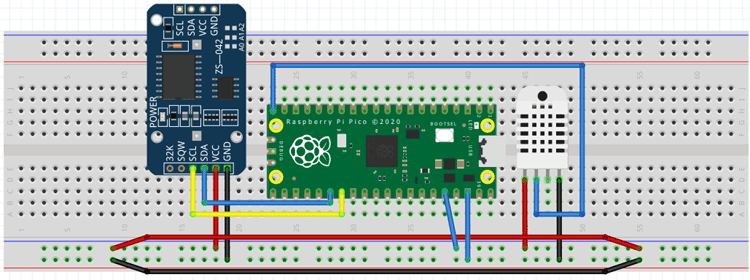 SCL
SDA
VCC
GND
A0 A1 A2
ZS-042
POWER
32K
SQW
SCL
SDA
VCC
GND
Raspberry Pi Pico ©2020
BOOTSEL
LED
USB
DEBUG